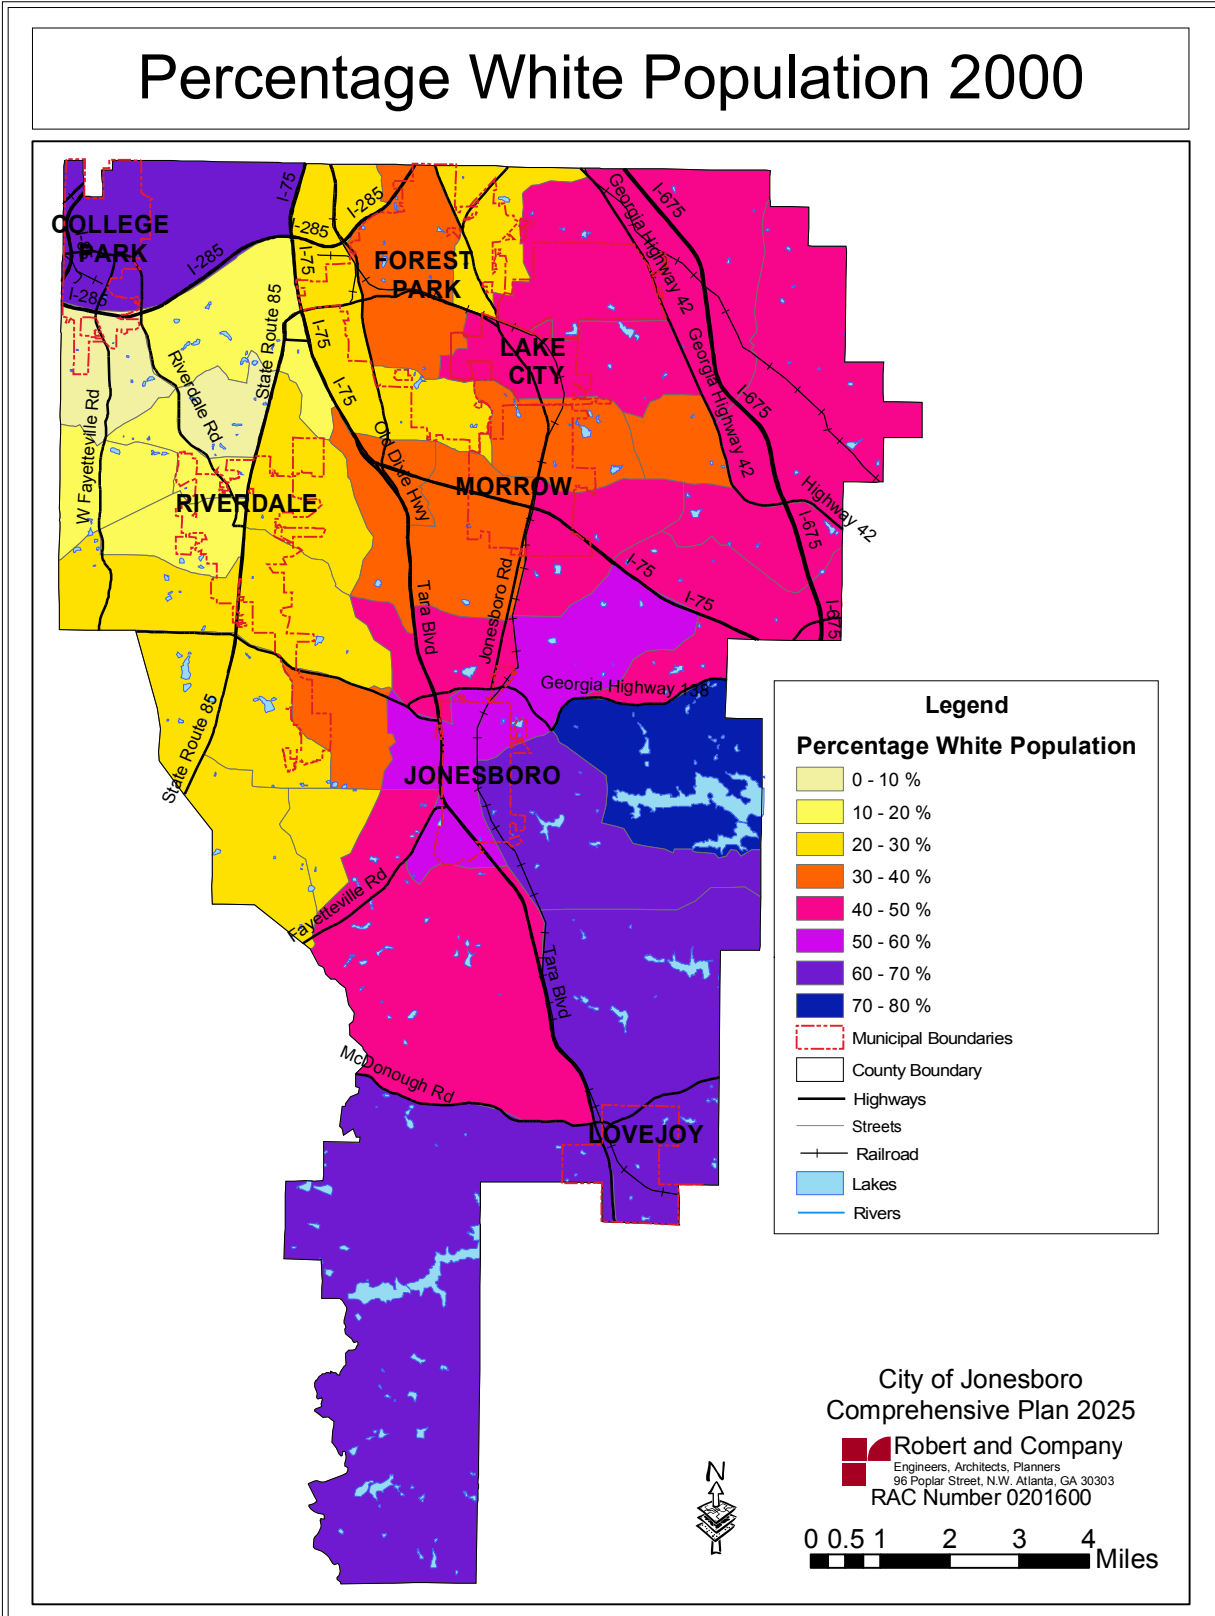 Percentage White Population 2000
I-75
I-285
I-285
I-285
I-285
I-75
COLLEGE
PARK
FOREST
PARK
Georgia Highway 42
I-675
State Route 85
I-75
I-75
LAKE
CITY
Georgia Highway 42
I-675
Riverdale Rd
W Fayetteville Rd
Old Dixie Hwy
MORROW
RIVERDALE
Highway 42
I-675
I-75
I-75
I-675
Tara Blvd
Jonesboro Rd
Georgia Highway 138
State Route 85
JONESBORO
Fayetteville Rd
Tara Blvd
McDonough Rd
LOVEJOY
Legend
Percentage White Population
0 - 10 %
10 - 20 %
20 - 30 %
30 - 40 %
40 - 50 %
50 - 60 %
60 - 70 %
70 - 80 %
Municipal Boundaries
County Boundary
Highways
Streets
Railroad
Lakes
Rivers
City of Jonesboro
Comprehensive Plan 2025
Robert and Company
Engineers, Architects, Planners
96 Poplar Street, N.W. Atlanta, GA 30303
RAC Number 0201600
N
0 0.5 1 2 3 4
Miles